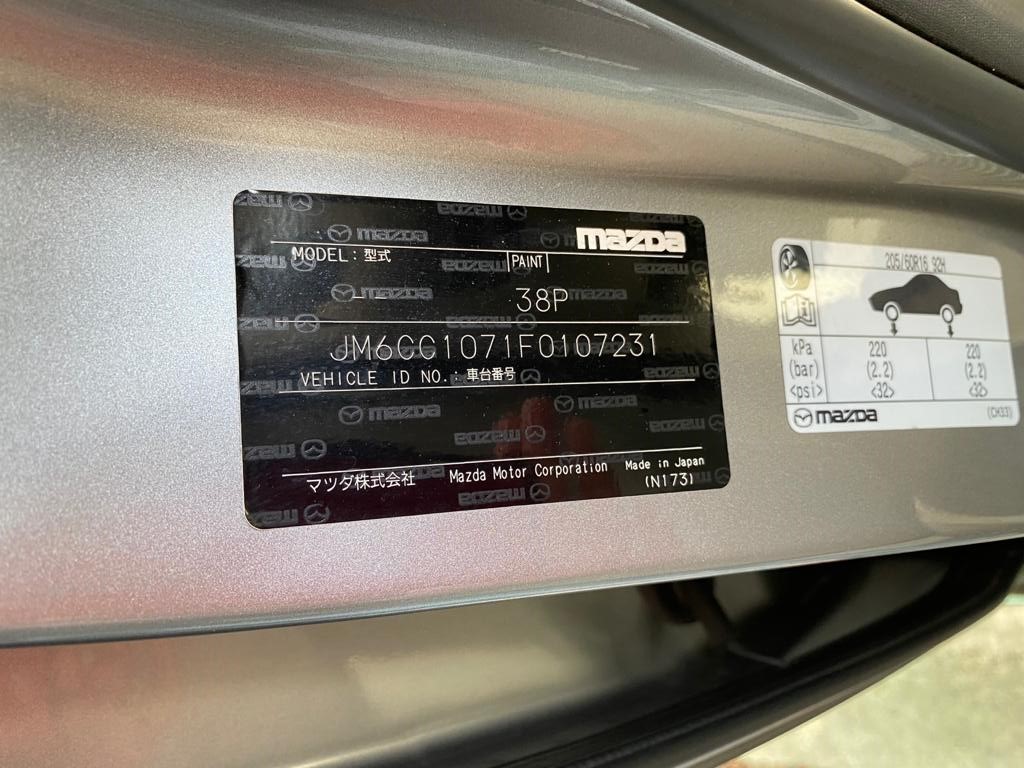 mazda
MODEL : 型式
PAINT
-
38P
JM6CC1071F0107231
VEHICLE ID NO. : 車台番号
マツダ株式会社 Mazda Motor Corporation Made in Japan
(N173)
205/60R16 92H
kPa 220 220
(bar) (2.2) (2.2)
<psi> <32> <32>
mazda (CH33)